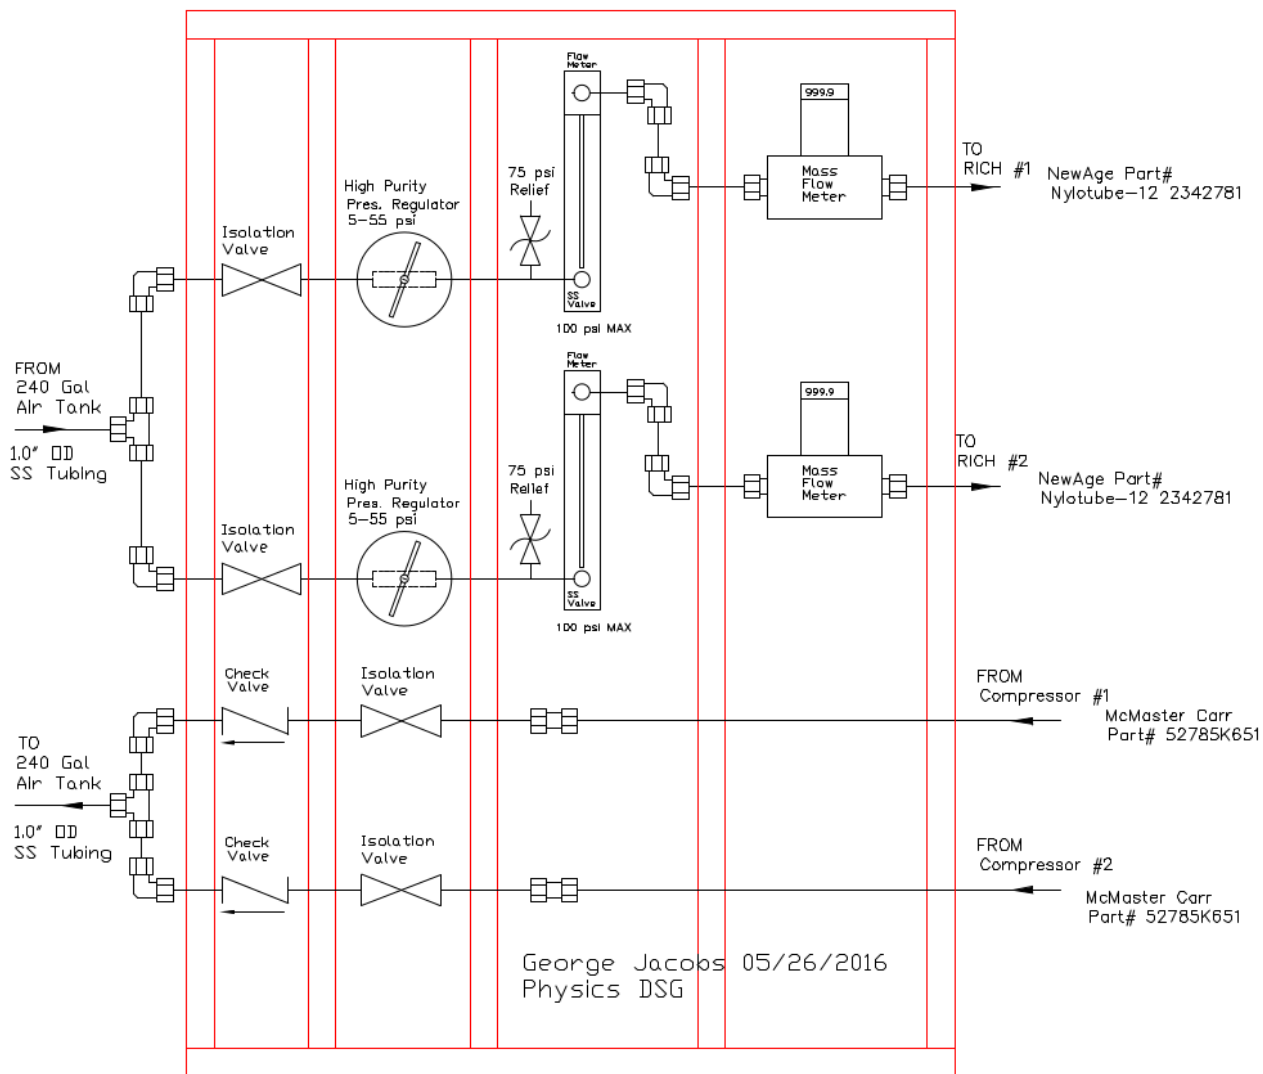 Flow
Meter
999.9
TO
RICH #1
NewAge Part#
Nylotube-12 2342781
Mass
Flow
Meter
75 psi
Relief
High Purity
Pres. Regulator
5-55 psi
Isolation
Valve
SS
Valve
100 psi MAX
Flow
Meter
FROM
240 Gal
Air Tank
1.0" OD
SS Tubing
999.9
TO
RICH #2
NewAge Part#
Nylotube-12 2342781
Mass
Flow
Meter
75 psi
Relief
High Purity
Pres. Regulator
5-55 psi
Isolation
Valve
SS
Valve
100 psi MAX
Check
Valve
Isolation
Valve
FROM
Compressor #1
McMaster Carr
Part# 52785K651
TO
240 Gal
Air Tank
1.0" OD
SS Tubing
Check
Valve
Isolation
Valve
FROM
Compressor #2
McMaster Carr
Part# 52785K651
George Jacobs 05/26/2016
Physics DSG